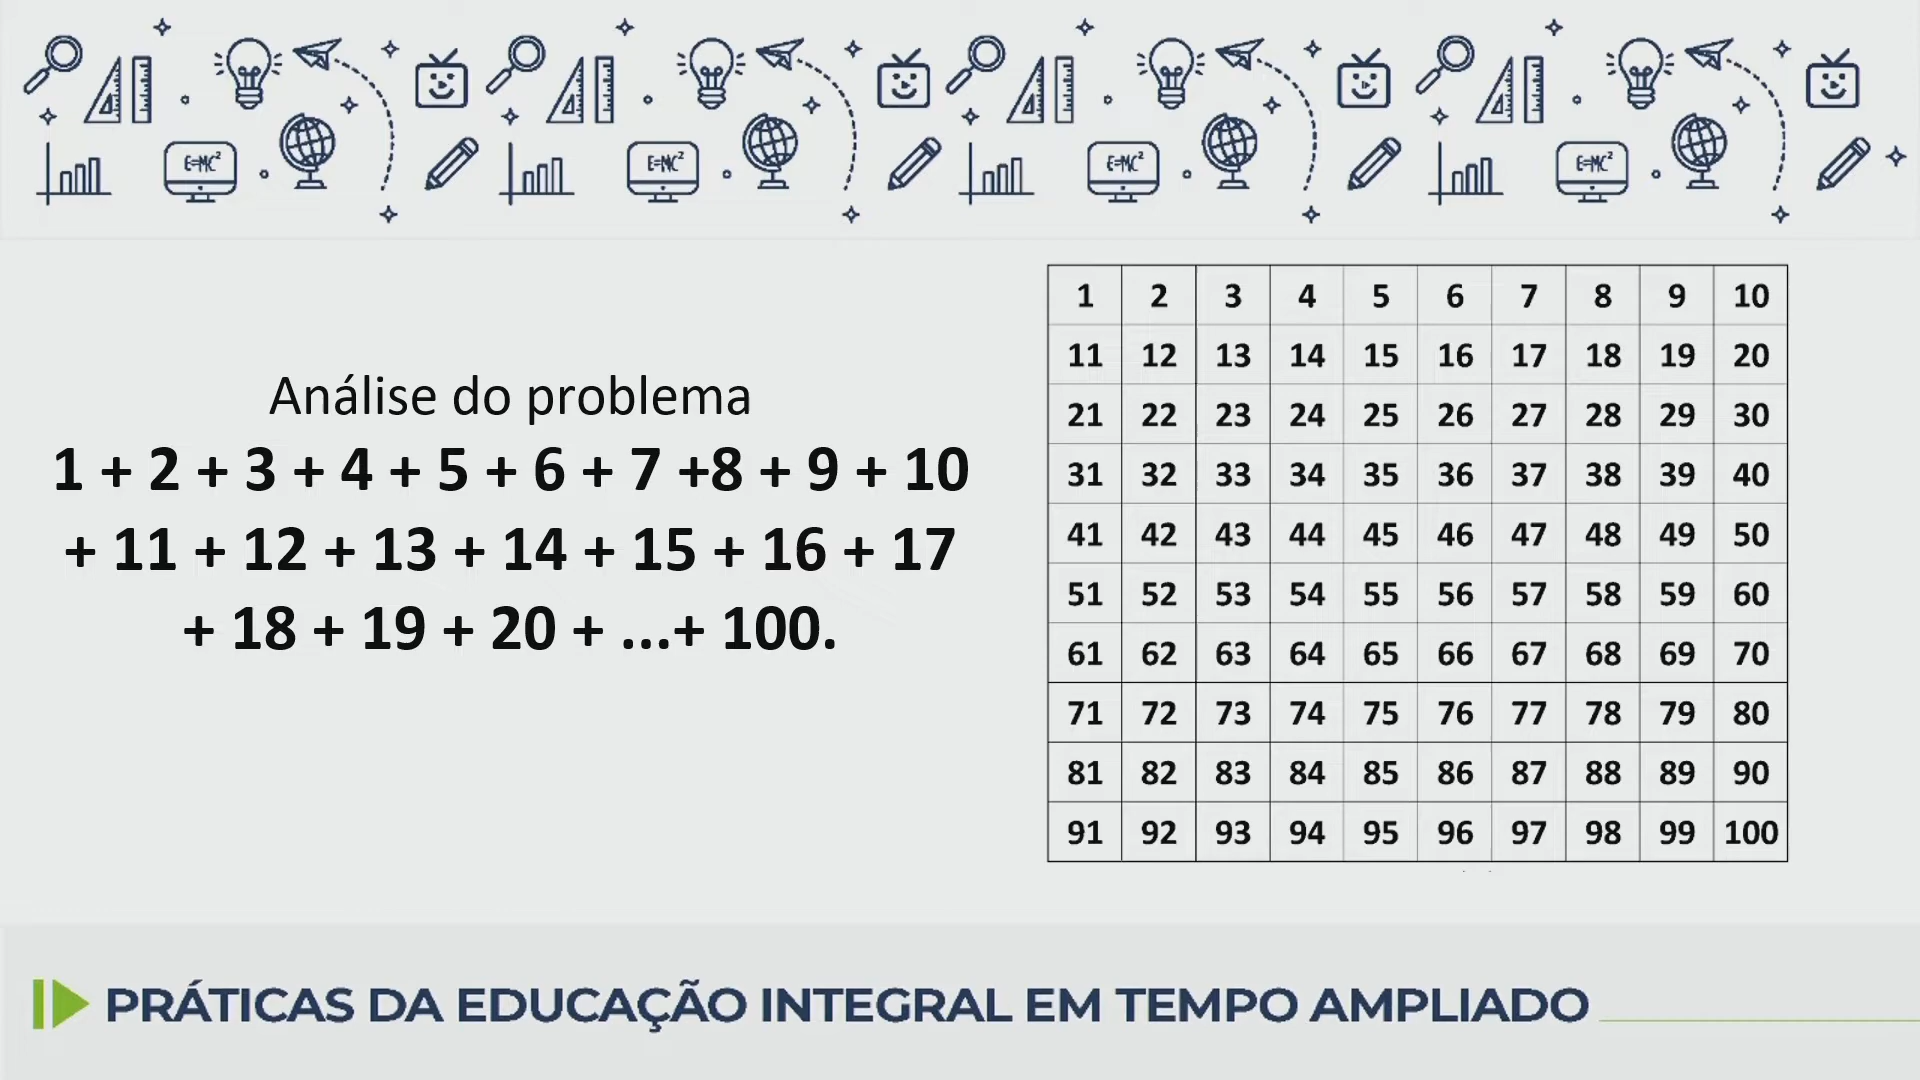 E=MC² E=MC² E=MC² E=MC²
Análise do problema
1 + 2 + 3 + 4 + 5 + 6 + 7 +8 + 9 + 10
+ 11 + 12 + 13 + 14 + 15 + 16 + 17
+ 18 + 19 + 20 + ...+ 100.
1 2 3 4 5 6 7 8 9 10
11 12 13 14 15 16 17 18 19 20
21 22 23 24 25 26 27 28 29 30
31 32 33 34 35 36 37 38 39 40
41 42 43 44 45 46 47 48 49 50
51 52 53 54 55 56 57 58 59 60
61 62 63 64 65 66 67 68 69 70
71 72 73 74 75 76 77 78 79 80
81 82 83 84 85 86 87 88 89 90
91 92 93 94 95 96 97 98 99 100
PRÁTICAS DA EDUCAÇÃO INTEGRAL EM TEMPO AMPLIADO